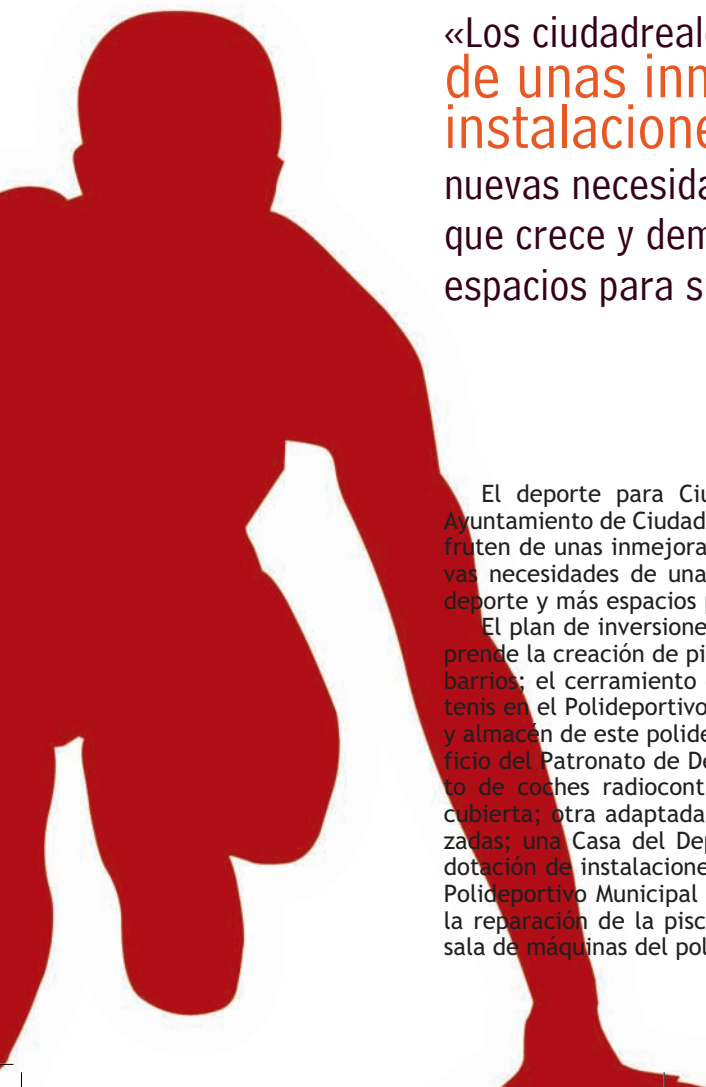 «Los ciudadreal
de unas in
instalacion
nuevas necesida
que crece y dem
espacios para s
El deporte para Ciu
Ayuntamiento de Ciudad
fruten de unas inmejora
vas necesidades de una
deporte y más espacios
El plan de inversione
prende la creación de pi
barrios; el cerramiento
tenis en el Polideportivo
y almacén de este polide
ficio del Patronato de De
to de coches radiocont
cubierta; otra adaptada
zadas; una Casa del Dep
dotación de instalacione
Polideportivo Municipal
la reparación de la pisc
sala de máquinas del pol